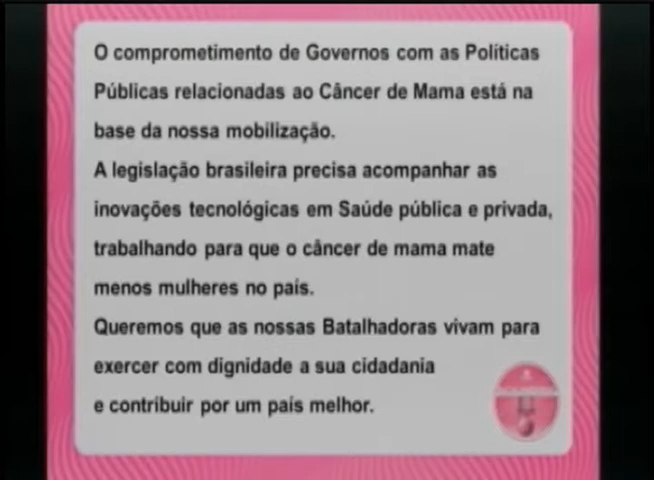 O comprometimento de Governos com as Políticas
Públicas relacionadas ao Câncer de Mama está na
base da nossa mobilização.
A legislação brasileira precisa acompanhar as
inovações tecnológicas em Saúde pública e privada,
trabalhando para que o câncer de mama mate
menos mulheres no país.
Queremos que as nossas Batalhadoras vivam para
exercer com dignidade a sua cidadania
e contribuir por um país melhor.